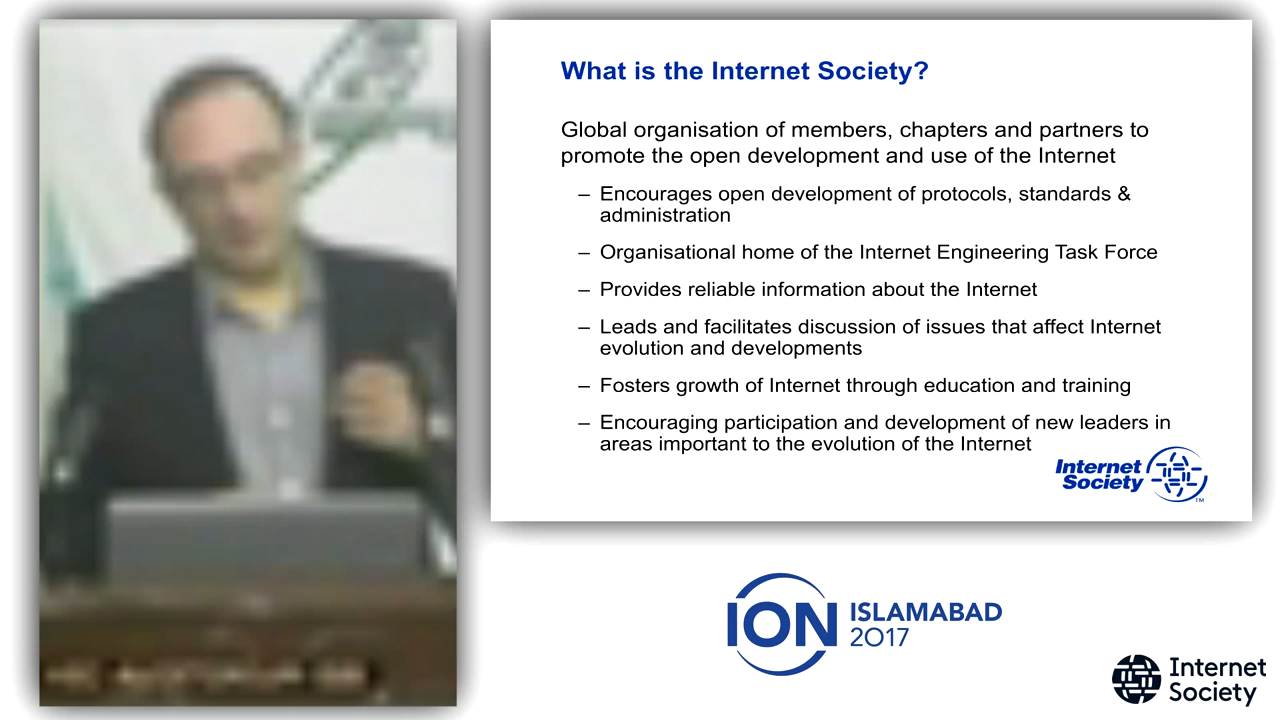 What is the Internet Society?
Global organisation of members, chapters and partners to
promote the open development and use of the Internet
– Encourages open development of protocols, standards &
administration
– Organisational home of the Internet Engineering Task Force
– Provides reliable information about the Internet
– Leads and facilitates discussion of issues that affect Internet
evolution and developments
– Fosters growth of Internet through education and training
– Encouraging participation and development of new leaders in
areas important to the evolution of the Internet
Internet
Society
TM
ION ISLAMABAD
2017
Internet
Society